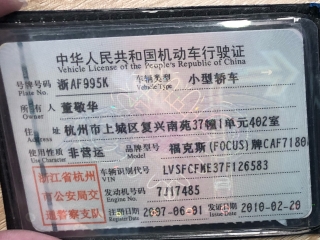 中华人民共和国机动车行驶证
Vehicle License of the People's Republic of China
号牌号码 浙AF995K 车辆类型 小型轿车
Plate No. Vehicle Type
所有人 董敬华
Owner
住址 杭州市上城区复兴南苑37幢1单元402室
Address
使用性质 非营运 品牌型号 福克斯(FOCUS)牌CAF7180
Use Character Model
浙江省杭州市公安局交通警察支队
车辆识别代号 LVSFCFME37F126583
VIN
发动机号码 7J17485
Engine No.
注册日期 2007-06-01 发证日期 2010-02-20
Register Date Issue Date